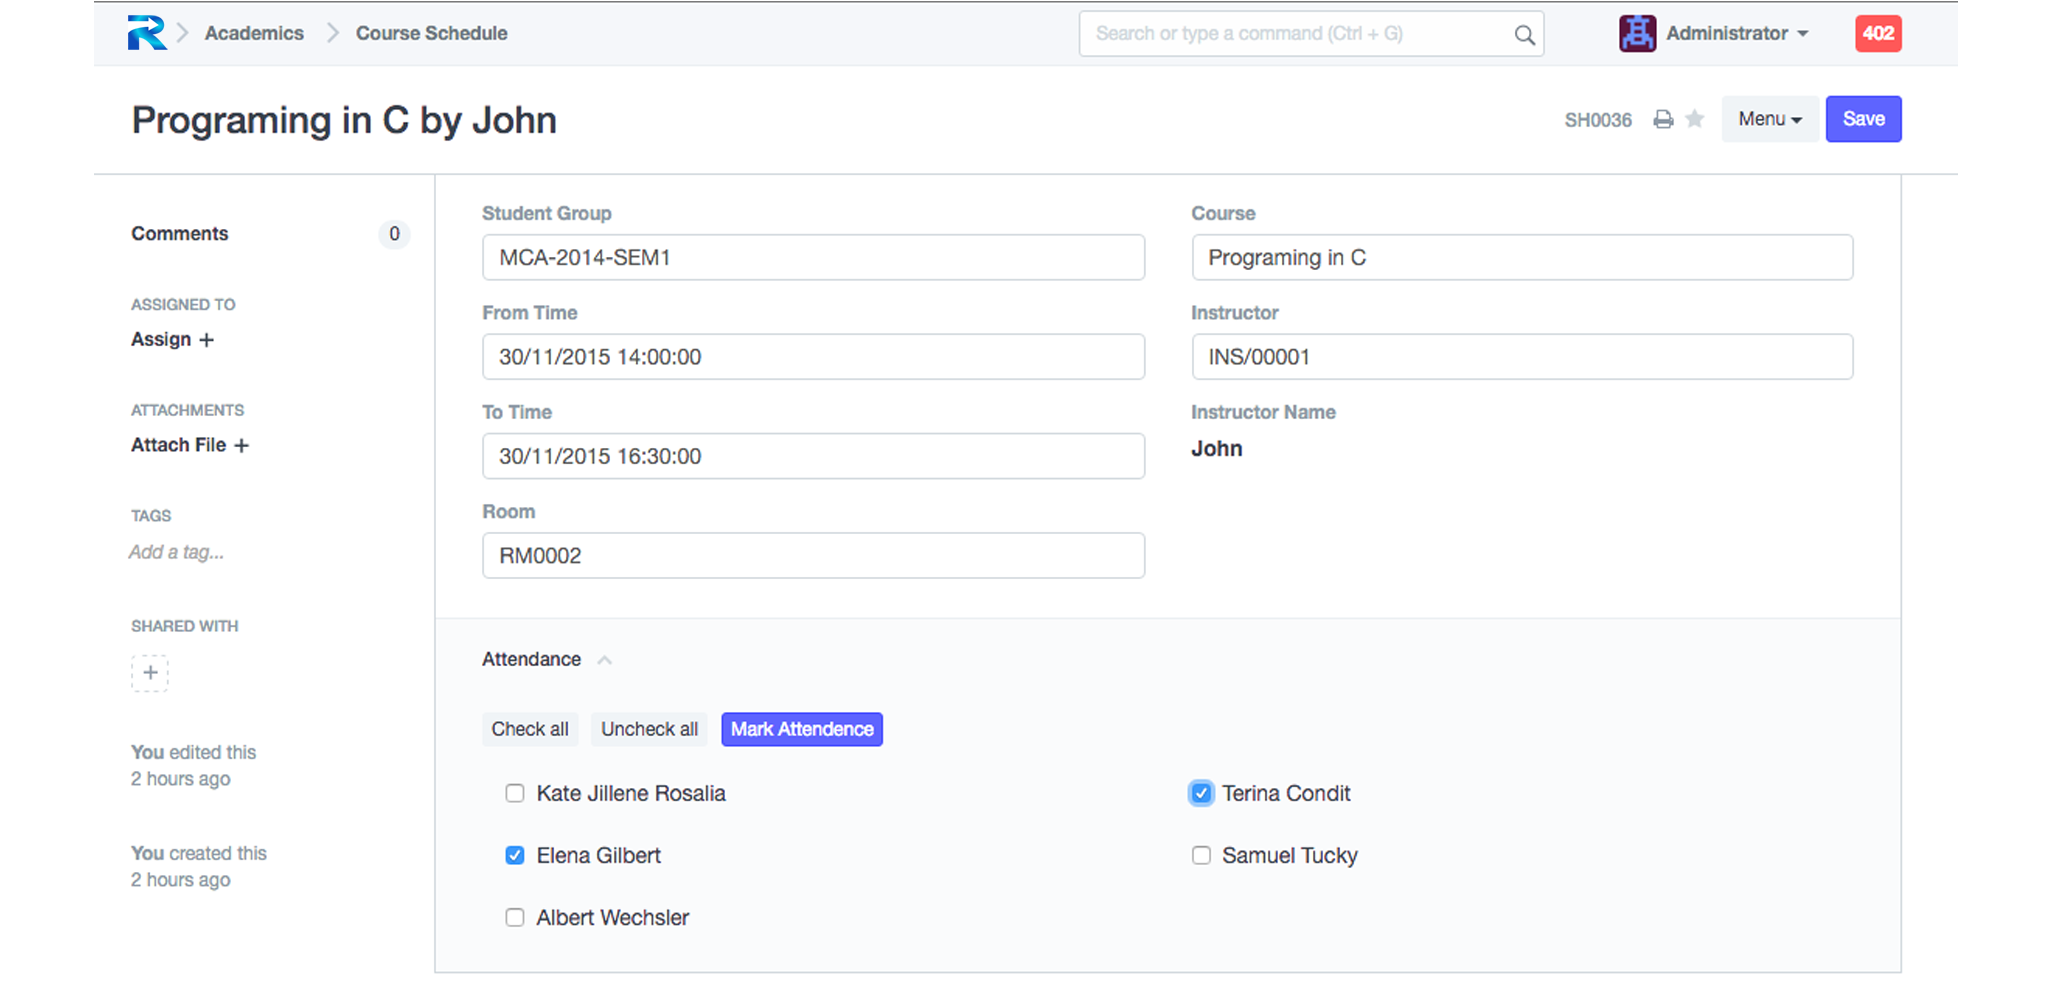 Academics Course Schedule Search or type a command (Ctrl + G) Administrator 402
Programing in C by John SH0036 Menu Save
Comments 0
ASSIGNED TO
Assign +
ATTACHMENTS
Attach File +
TAGS
Add a tag...
SHARED WITH
+
You edited this
2 hours ago
You created this
2 hours ago
Student Group
MCA-2014-SEM1
From Time
30/11/2015 14:00:00
To Time
30/11/2015 16:30:00
Room
RM0002
Course
Programing in C
Instructor
INS/00001
Instructor Name
John
Attendance
Check all Uncheck all Mark Attendence
Kate Jillene Rosalia Terina Condit
Elena Gilbert Samuel Tucky
Albert Wechsler